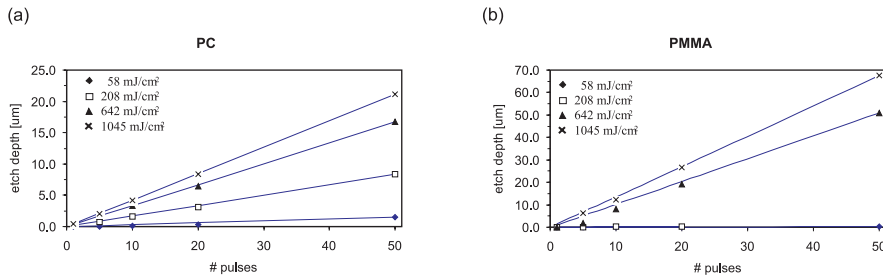 (a)
PC
25.0
20.0
15.0
10.0
5.0
0.0
etch depth [um]
58 mJ/cm²
208 mJ/cm²
642 mJ/cm²
1045 mJ/cm²
0 10 20 30 40 50
# pulses
(b)
PMMA
70.0
60.0
50.0
40.0
30.0
20.0
10.0
0.0
etch depth [um]
58 mJ/cm²
208 mJ/cm²
642 mJ/cm²
1045 mJ/cm²
0 10 20 30 40 50
# pulses